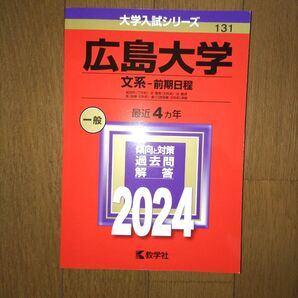 大学入試シリーズ
131
広島大学
文系-前期日程
最近4カ年
一般
傾向と対策
過去問
解答
2024
教学社